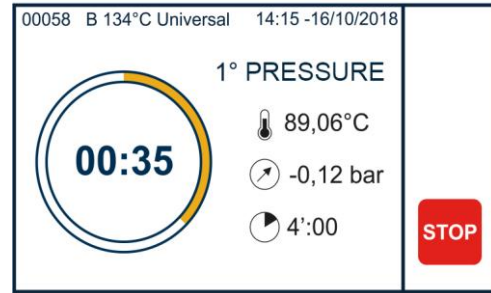 00058 B 134°C Universal 14:15 -16/10/2018
1° PRESSURE
89,06°C
00:35
-0,12 bar
4':00
STOP